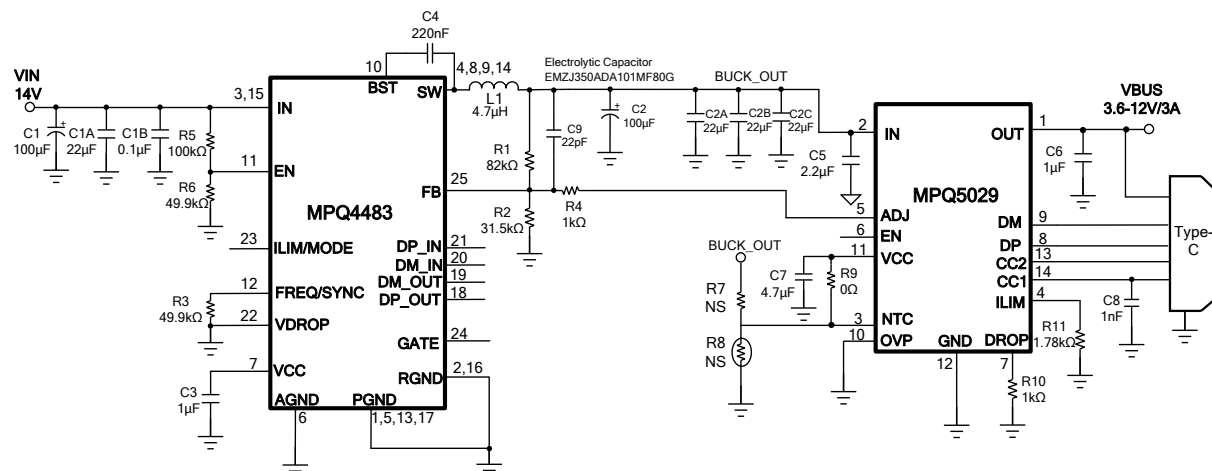 C4
220nF
VIN
14V
10
BST
4,8,9,14
SW
L1
4.7µH
Electrolytic Capacitor
EMZJ350ADA101MF80G
BUCK_OUT
VBUS
3.6-12V/3A
3,15
IN
C1
100µF
C1A
22µF
C1B
0.1µF
R5
100kΩ
11
EN
R6
49.9kΩ
MPQ4483
25
FB
R1
82kΩ
C9
22pF
C2
100µF
C2A
22µF
C2B
22µF
C2C
22µF
R2
31.5kΩ
R4
1kΩ
23
ILIM/MODE
DP_IN
21
DM_IN
20
DM_OUT
19
DP_OUT
18
12
FREQ/SYNC
R3
49.9kΩ
22
VDROP
GATE
24
7
VCC
C3
1µF
RGND
2,16
AGND
6
PGND
1,5,13,17
2
IN
C5
2.2µF
MPQ5029
OUT
1
C6
1µF
5
ADJ
6
EN
11
VCC
BUCK_OUT
C7
4.7µF
R9
0Ω
R7
NS
R8
NS
3
NTC
10
OVP
DM
9
DP
8
CC2
13
CC1
14
ILIM
4
Type-
C
C8
1nF
R11
1.78kΩ
GND
12
DROP
7
R10
1kΩ